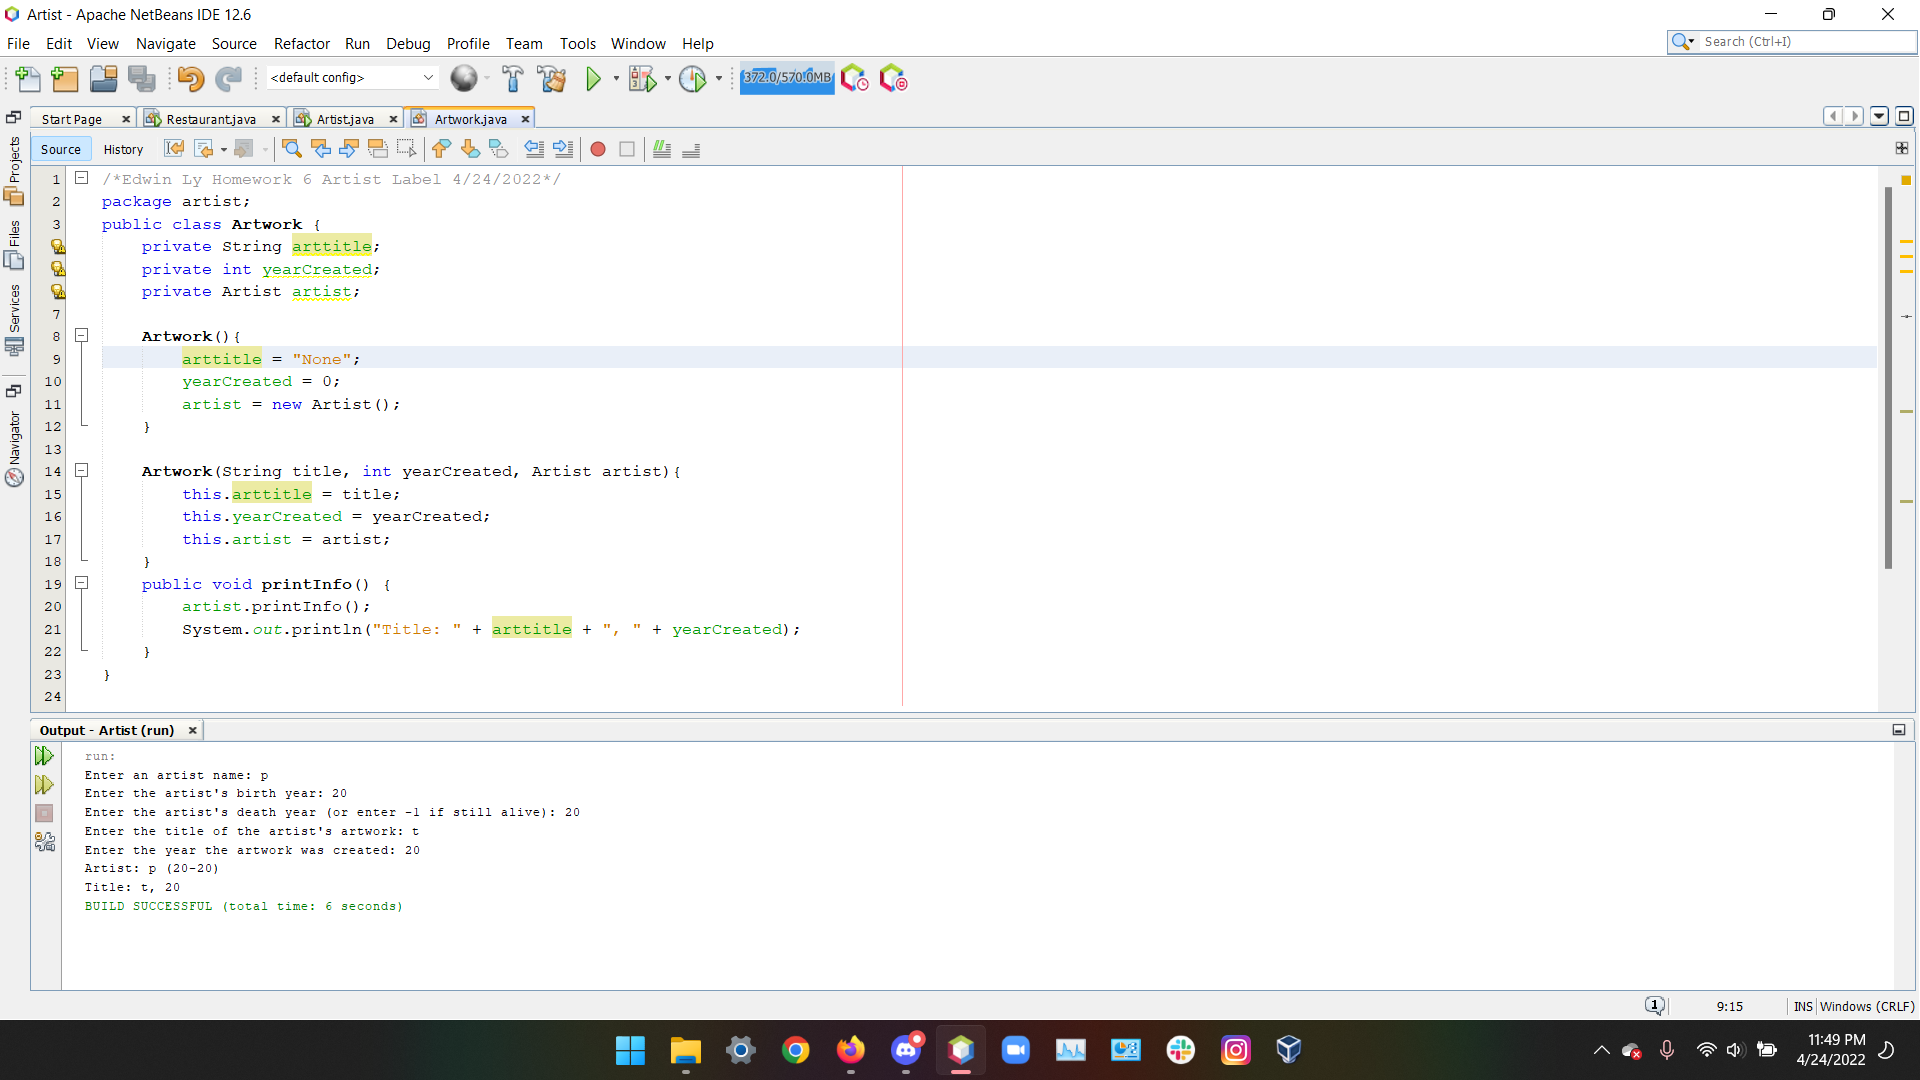 Artist - Apache NetBeans IDE 12.6
File Edit View Navigate Source Refactor Run Debug Profile Team Tools Window Help
Search (Ctrl+I)
<default config>
372.0/570.0MB
Start Page
Restaurant.java
Artist.java
Artwork.java
Source History
Projects
Files
Services
Navigator
1 /*Edwin Ly Homework 6 Artist Label 4/24/2022*/
2 package artist;
3 public class Artwork {
private String arttitle;
private int yearCreated;
private Artist artist;
7
8 Artwork(){
9 arttitle = "None";
10 yearCreated = 0;
11 artist = new Artist();
12 }
13
14 Artwork(String title, int yearCreated, Artist artist){
15 this.arttitle = title;
16 this.yearCreated = yearCreated;
17 this.artist = artist;
18 }
19 public void printInfo() {
20 artist.printInfo();
21 System.out.println("Title: " + arttitle + ", " + yearCreated);
22 }
23 }
24
Output - Artist (run)
run:
Enter an artist name: p
Enter the artist's birth year: 20
Enter the artist's death year (or enter -1 if still alive): 20
Enter the title of the artist's artwork: t
Enter the year the artwork was created: 20
Artist: p (20-20)
Title: t, 20
BUILD SUCCESSFUL (total time: 6 seconds)
1
9:15
INS
Windows (CRLF)
11:49 PM
4/24/2022